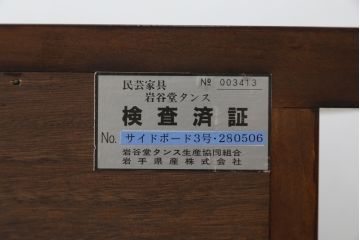 民芸家具 No 003413
岩谷堂タンス
検査済証
No. サイドボード3号・280506
岩谷堂タンス生産協同組合
岩手県産株式会社